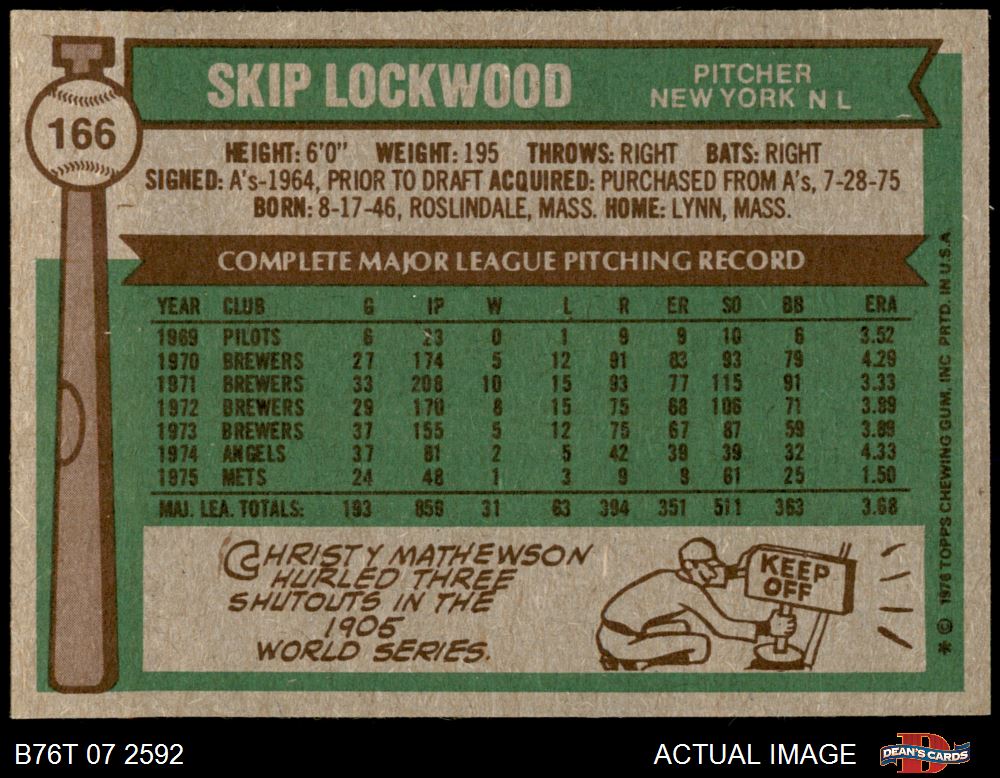 166
SKIP LOCKWOOD
PITCHER
NEW YORK N L
HEIGHT: 6'0" WEIGHT: 195 THROWS: RIGHT BATS: RIGHT
SIGNED: A's-1964, PRIOR TO DRAFT ACQUIRED: PURCHASED FROM A's, 7-28-75
BORN: 8-17-46, ROSLINDALE, MASS. HOME: LYNN, MASS.
COMPLETE MAJOR LEAGUE PITCHING RECORD
YEAR CLUB G IP W L R ER SO BB ERA
1969 PILOTS 6 23 0 1 9 9 10 6 3.52
1970 BREWERS 27 174 5 12 91 83 93 79 4.29
1971 BREWERS 33 208 10 15 93 77 115 91 3.33
1972 BREWERS 29 170 8 15 75 68 106 71 3.89
1973 BREWERS 37 155 5 12 75 67 87 59 3.89
1974 ANGELS 37 81 2 5 42 39 39 32 4.33
1975 METS 24 48 1 3 9 8 61 25 1.50
MAJ. LEA. TOTALS: 193 859 31 63 394 351 511 363 3.68
CHRISTY MATHEWSON
HURLED THREE
SHUTOUTS IN THE
1905
WORLD SERIES.
KEEP
OFF
* © 1976 TOPPS CHEWING GUM, INC. PRTD. IN U.S.A.
B76T 07 2592
ACTUAL IMAGE
D
DEAN'S CARDS